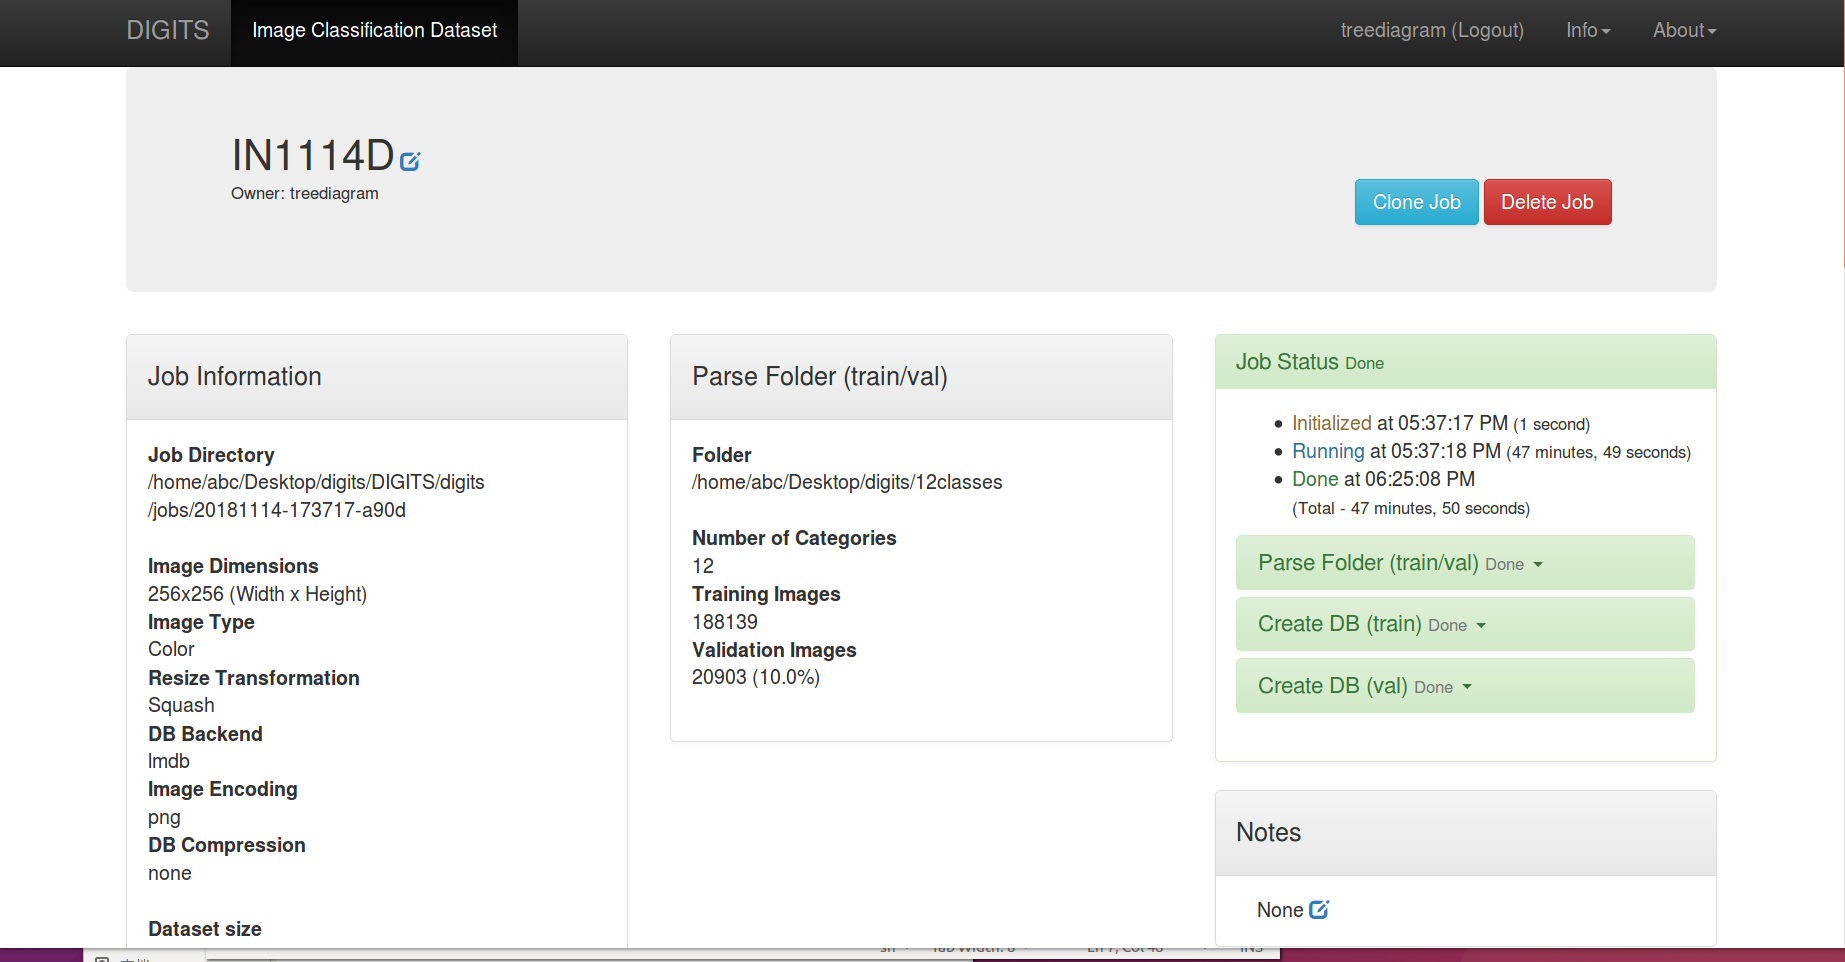 DIGITS
Image Classification Dataset
treediagram (Logout)
Info
About
IN1114D
Owner: treediagram
Clone Job
Delete Job
Job Information
Job Directory
/home/abc/Desktop/digits/DIGITS/digits
/jobs/20181114-173717-a90d
Image Dimensions
256x256 (Width x Height)
Image Type
Color
Resize Transformation
Squash
DB Backend
lmdb
Image Encoding
png
DB Compression
none
Dataset size
Parse Folder (train/val)
Folder
/home/abc/Desktop/digits/12classes
Number of Categories
12
Training Images
188139
Validation Images
20903 (10.0%)
Job Status Done
Initialized at 05:37:17 PM (1 second)
Running at 05:37:18 PM (47 minutes, 49 seconds)
Done at 06:25:08 PM
(Total - 47 minutes, 50 seconds)
Parse Folder (train/val) Done
Create DB (train) Done
Create DB (val) Done
Notes
None